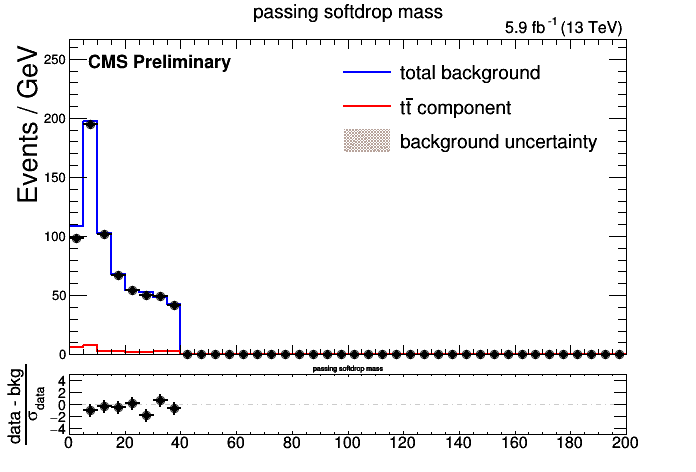 passing softdrop mass
5.9 fb⁻¹ (13 TeV)
CMS Preliminary
Events / GeV
250
200
150
100
50
0
total background
tt̄ component
background uncertainty
passing softdrop mass
data - bkg
σ data
4
2
0
−2
−4
0 20 40 60 80 100 120 140 160 180 200